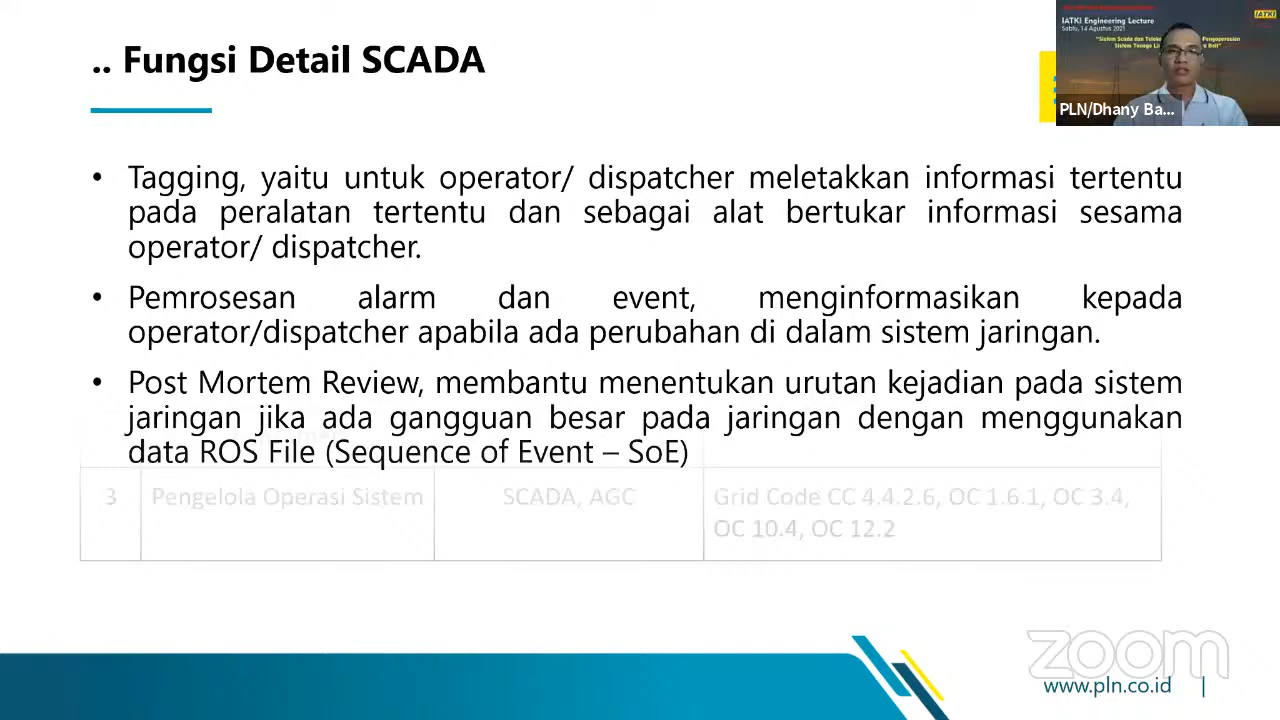 .. Fungsi Detail SCADA
IATKI Engineering Lecture
Sabtu, 14 Agustus 2021
IATKI
PLN/Dhany Ba...
• Tagging, yaitu untuk operator/ dispatcher meletakkan informasi tertentu
pada peralatan tertentu dan sebagai alat bertukar informasi sesama
operator/ dispatcher.
• Pemrosesan alarm dan event, menginformasikan kepada
operator/dispatcher apabila ada perubahan di dalam sistem jaringan.
• Post Mortem Review, membantu menentukan urutan kejadian pada sistem
jaringan jika ada gangguan besar pada jaringan dengan menggunakan
data ROS File (Sequence of Event – SoE)
3 Pengelola Operasi Sistem SCADA, AGC Grid Code CC 4.4.2.6, OC 1.6.1, OC 3.4,
OC 10.4, OC 12.2
zoom
www.pln.co.id |